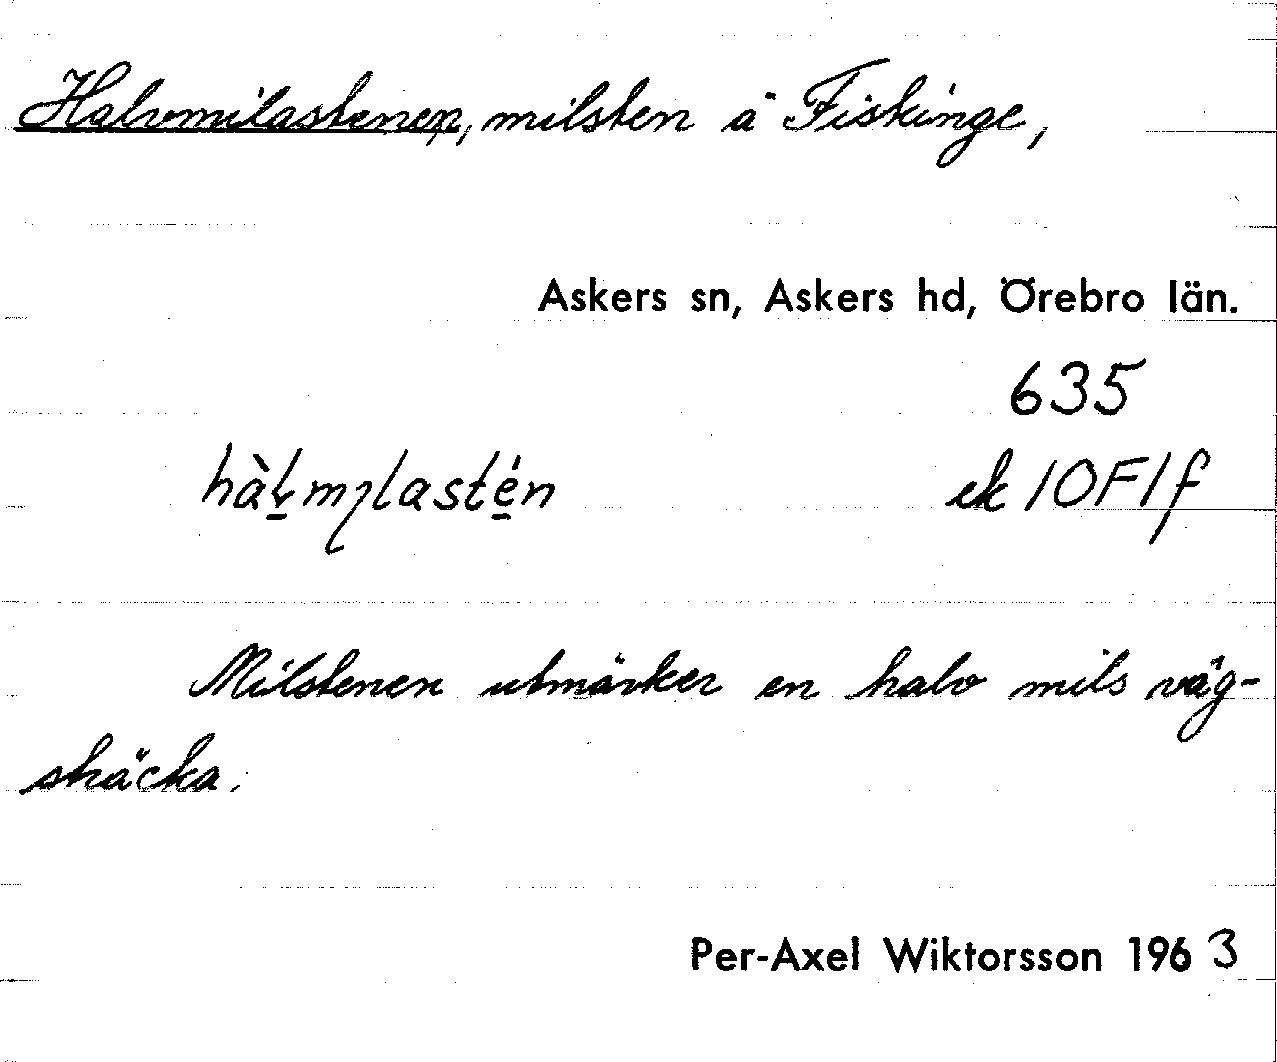 Halvmilastenen, milsten å Fiskinge,
Askers sn, Askers hd, Örebro län.
635
ek 10F1f
Milstenen utmärker en halv mils väg-
sträcka.
Per-Axel Wiktorsson 1963